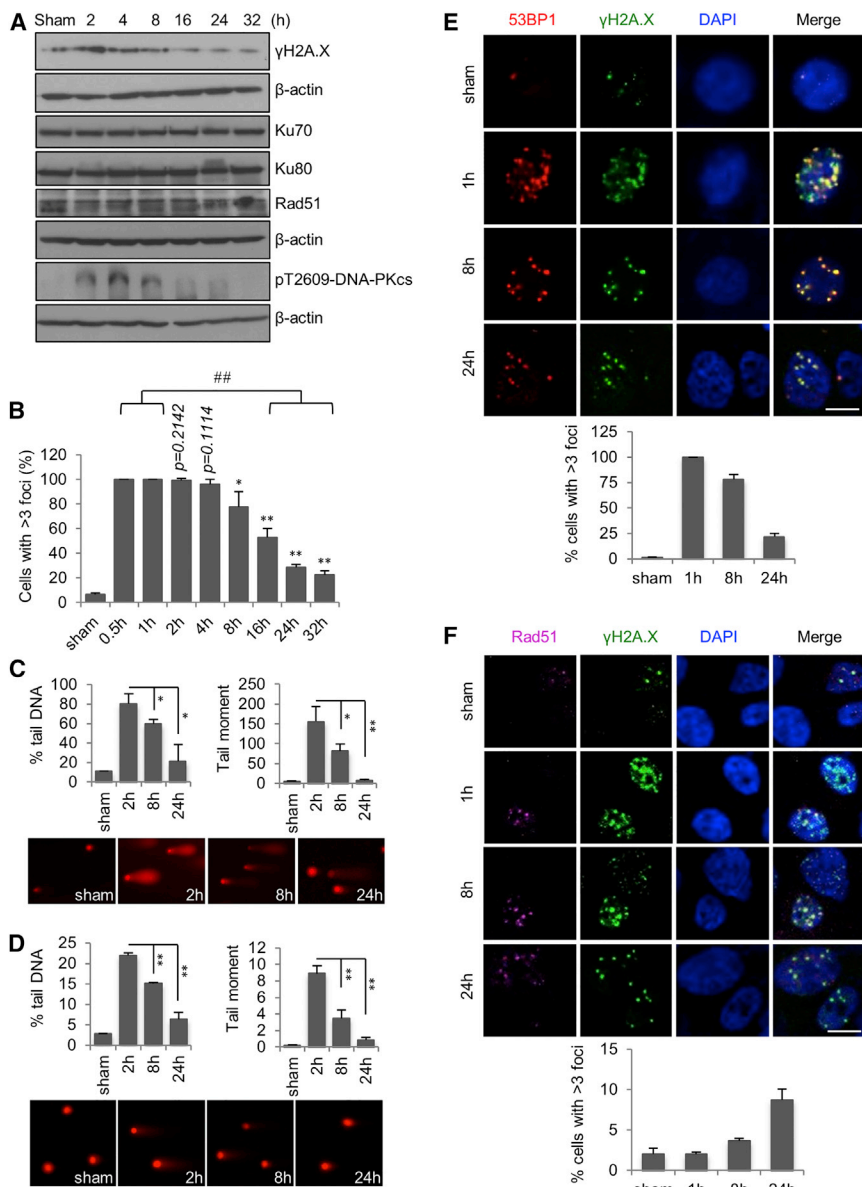 A
Sham 2 4 8 16 24 32 (h)
γH2A.X
β-actin
Ku70
Ku80
Rad51
β-actin
pT2609-DNA-PKcs
β-actin
B
##
p=0.2142
p=0.1114
* ** ** **
Cells with >3 foci (%)
120
100
80
60
40
20
0
sham 0.5h 1h 2h 4h 8h 16h 24h 32h
C
% tail DNA
100
80
60
40
20
0
* *
sham 2h 8h 24h
Tail moment
250
200
150
100
50
0
* **
sham 2h 8h 24h
sham 2h 8h 24h
D
% tail DNA
25
20
15
10
5
0
** **
sham 2h 8h 24h
Tail moment
12
10
8
6
4
2
0
** **
sham 2h 8h 24h
sham 2h 8h 24h
E
53BP1 γH2A.X DAPI Merge
sham
1h
8h
24h
% cells with >3 foci
125
100
75
50
25
0
sham 1h 8h 24h
F
Rad51 γH2A.X DAPI Merge
sham
1h
8h
24h
% cells with >3 foci
15
10
5
0
sham 1h 8h 24h